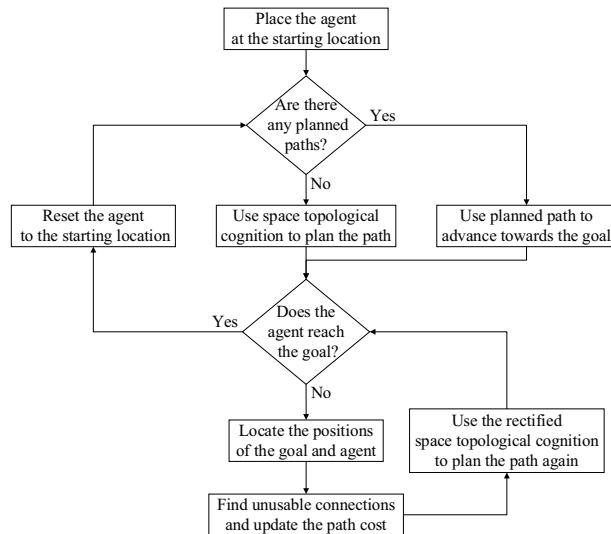 Place the agent
at the starting location
Are there
any planned
paths?
Yes
No
Reset the agent
to the starting location
Use space topological
cognition to plan the path
Use planned path to
advance towards the goal
Does the
agent reach
the goal?
Yes
No
Locate the positions
of the goal and agent
Use the rectified
space topological cognition
to plan the path again
Find unusable connections
and update the path cost